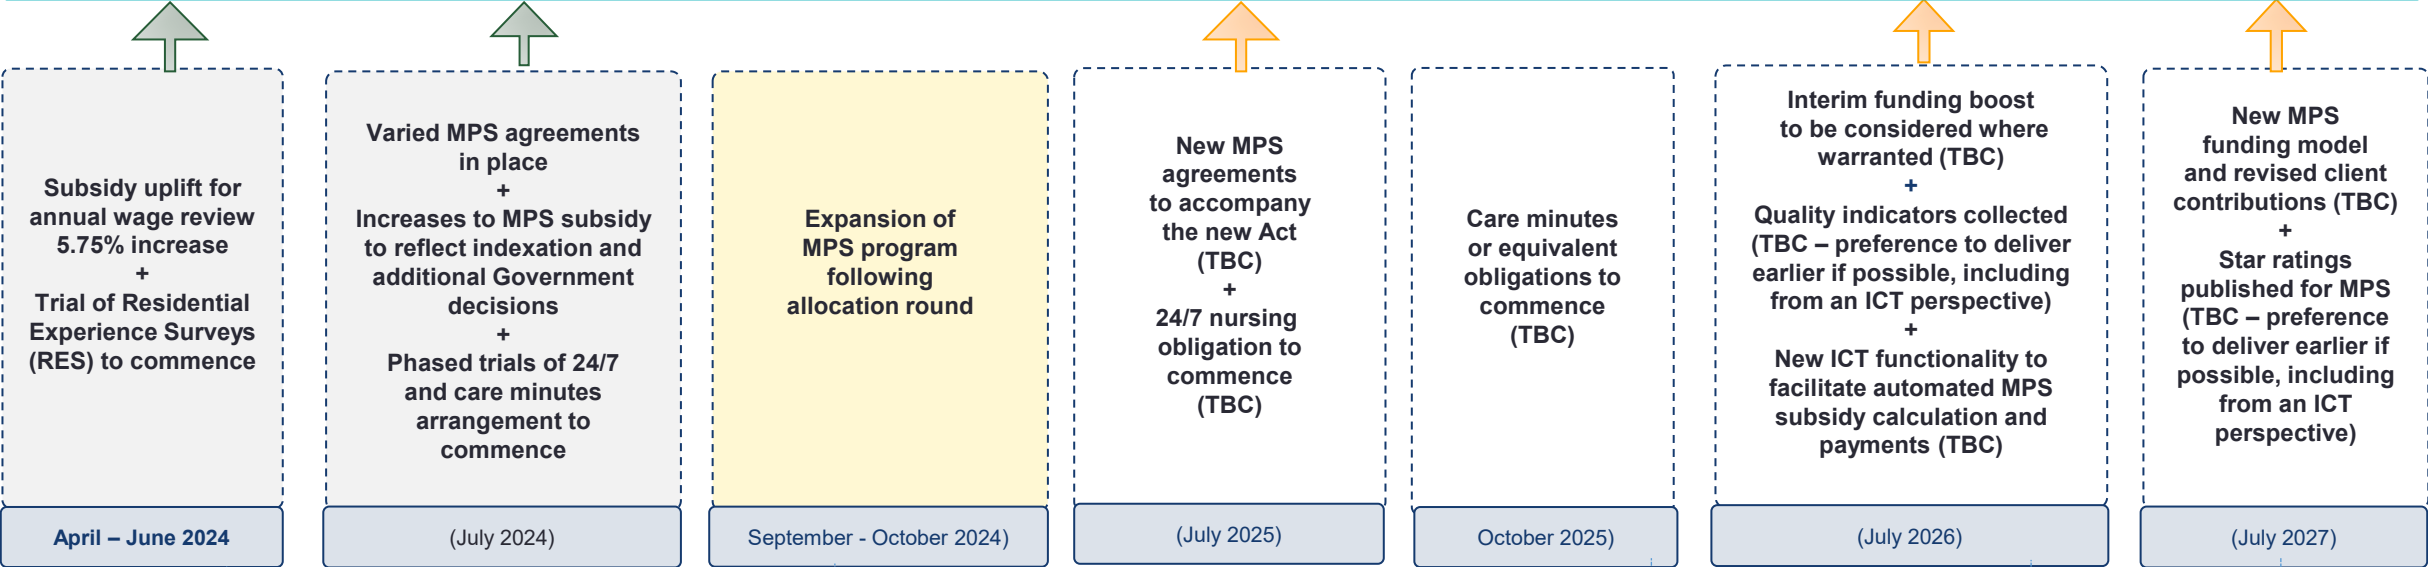 Subsidy uplift for
annual wage review
5.75% increase
+
Trial of Residential
Experience Surveys
(RES) to commence
April – June 2024
Varied MPS agreements
in place
+
Increases to MPS subsidy
to reflect indexation and
additional Government
decisions
+
Phased trials of 24/7
and care minutes
arrangement to
commence
(July 2024)
Expansion of
MPS program
following
allocation round
September - October 2024)
New MPS
agreements
to accompany
the new Act
(TBC)
+
24/7 nursing
obligation to
commence
(TBC)
(July 2025)
Care minutes
or equivalent
obligations to
commence
(TBC)
October 2025)
Interim funding boost
to be considered where
warranted (TBC)
+
Quality indicators collected
(TBC – preference to deliver
earlier if possible, including
from an ICT perspective)
+
New ICT functionality to
facilitate automated MPS
subsidy calculation and
payments (TBC)
(July 2026)
New MPS
funding model
and revised client
contributions (TBC)
+
Star ratings
published for MPS
(TBC – preference
to deliver earlier if
possible, including
from an ICT
perspective)
(July 2027)